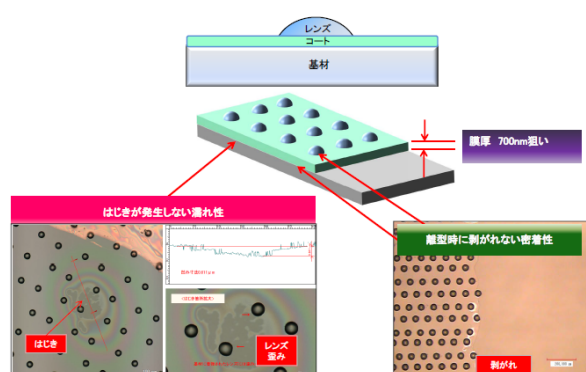 レンズ
コート
基材
膜厚 700nm狙い
はじきが発生しない濡れ性
離型時に剥がれない密着性
はじき
レンズ
歪み
剥がれ